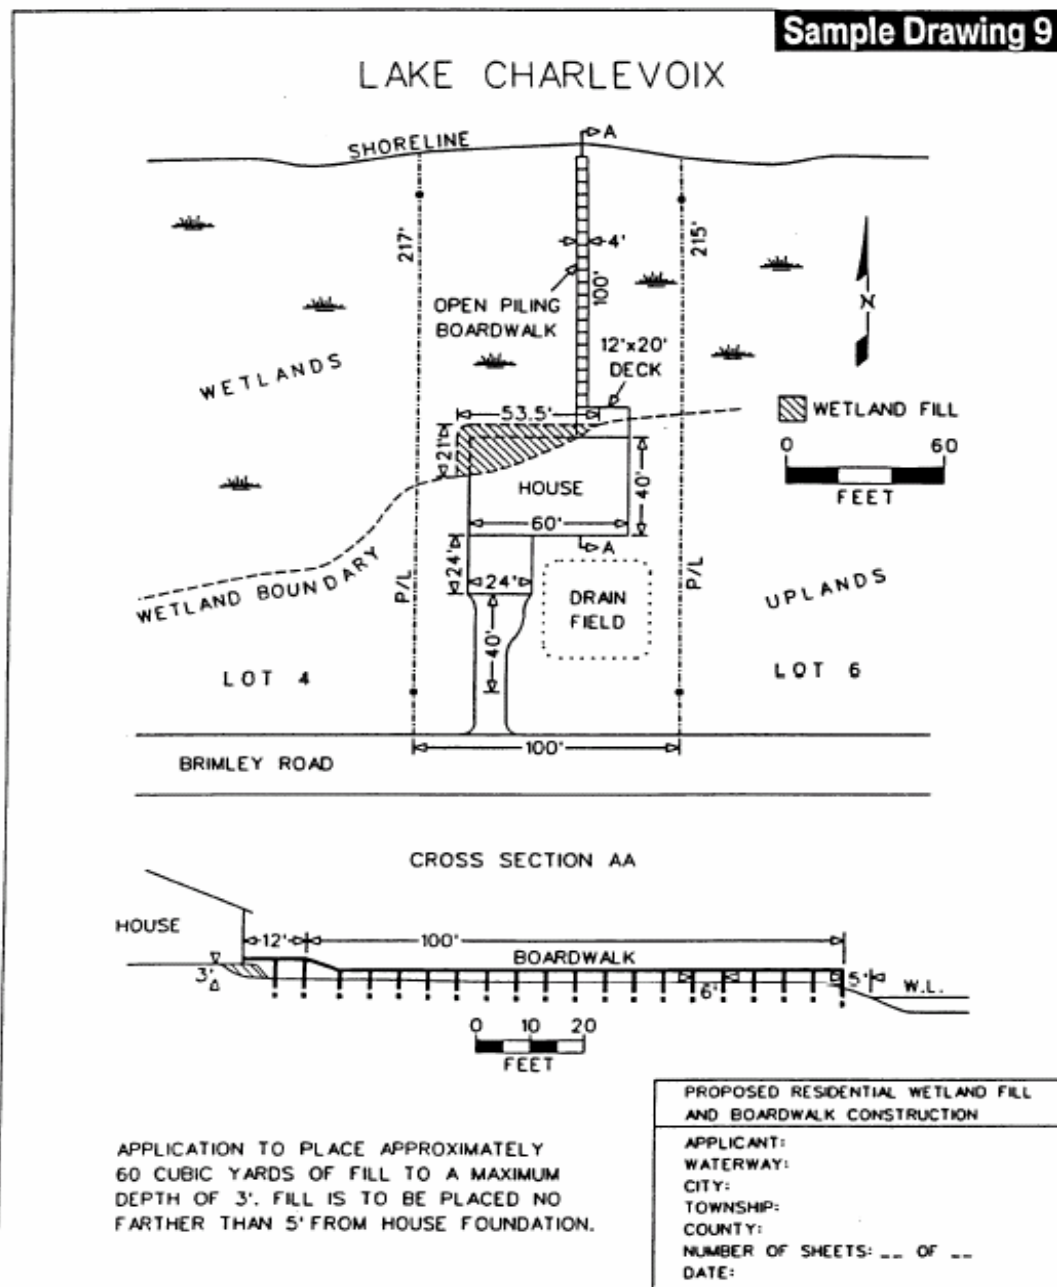 Sample Drawing 9
LAKE CHARLEVOIX
A
SHORELINE
217'
4'
215'
100'
N
OPEN PILING
BOARDWALK
12'x20'
DECK
WETLANDS
53.5'
WETLAND FILL
21'
0 60
FEET
HOUSE
40'
60'
A
24'
24'
P/L
P/L
WETLAND BOUNDARY
DRAIN
FIELD
UPLANDS
40'
LOT 4
LOT 6
100'
BRIMLEY ROAD
CROSS SECTION AA
HOUSE
12'
100'
BOARDWALK
3'
6'
5'
W.L.
0 10 20
FEET
APPLICATION TO PLACE APPROXIMATELY
60 CUBIC YARDS OF FILL TO A MAXIMUM
DEPTH OF 3'. FILL IS TO BE PLACED NO
FARTHER THAN 5' FROM HOUSE FOUNDATION.
PROPOSED RESIDENTIAL WETLAND FILL
AND BOARDWALK CONSTRUCTION
APPLICANT:
WATERWAY:
CITY:
TOWNSHIP:
COUNTY:
NUMBER OF SHEETS: __ OF __
DATE: